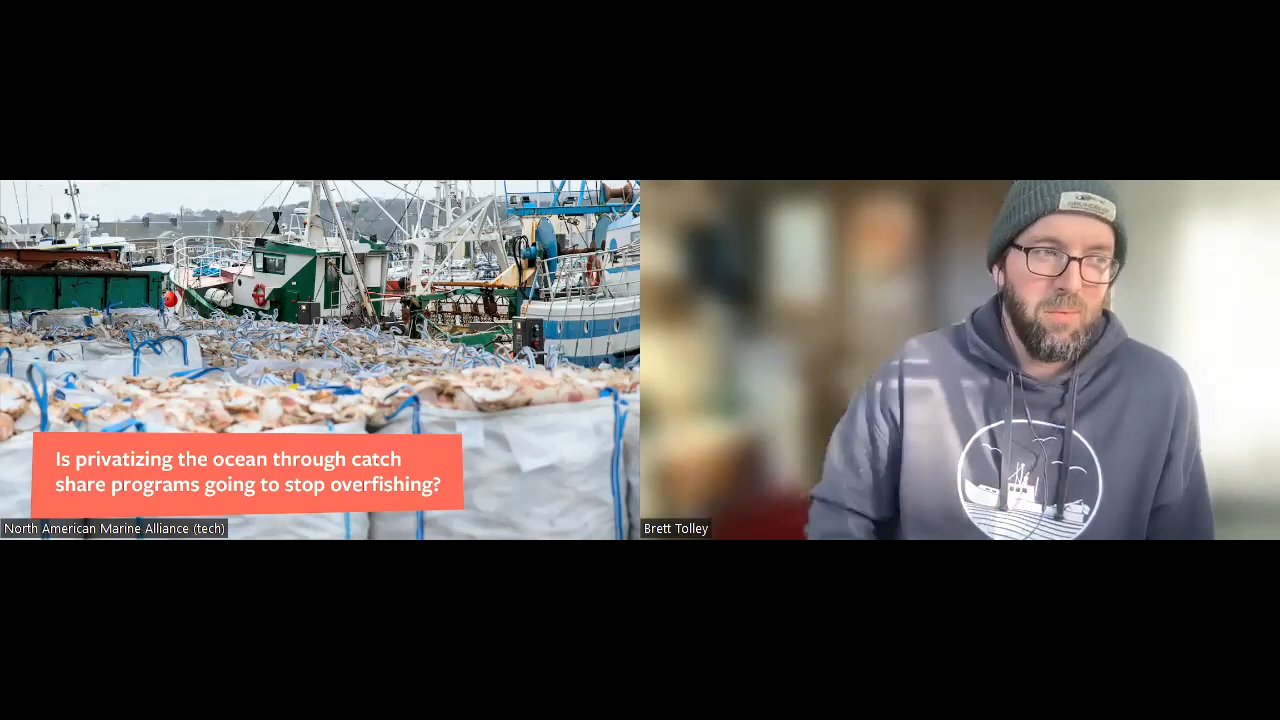 Is privatizing the ocean through catch
share programs going to stop overfishing?
North American Marine Alliance (tech)
Brett Tolley